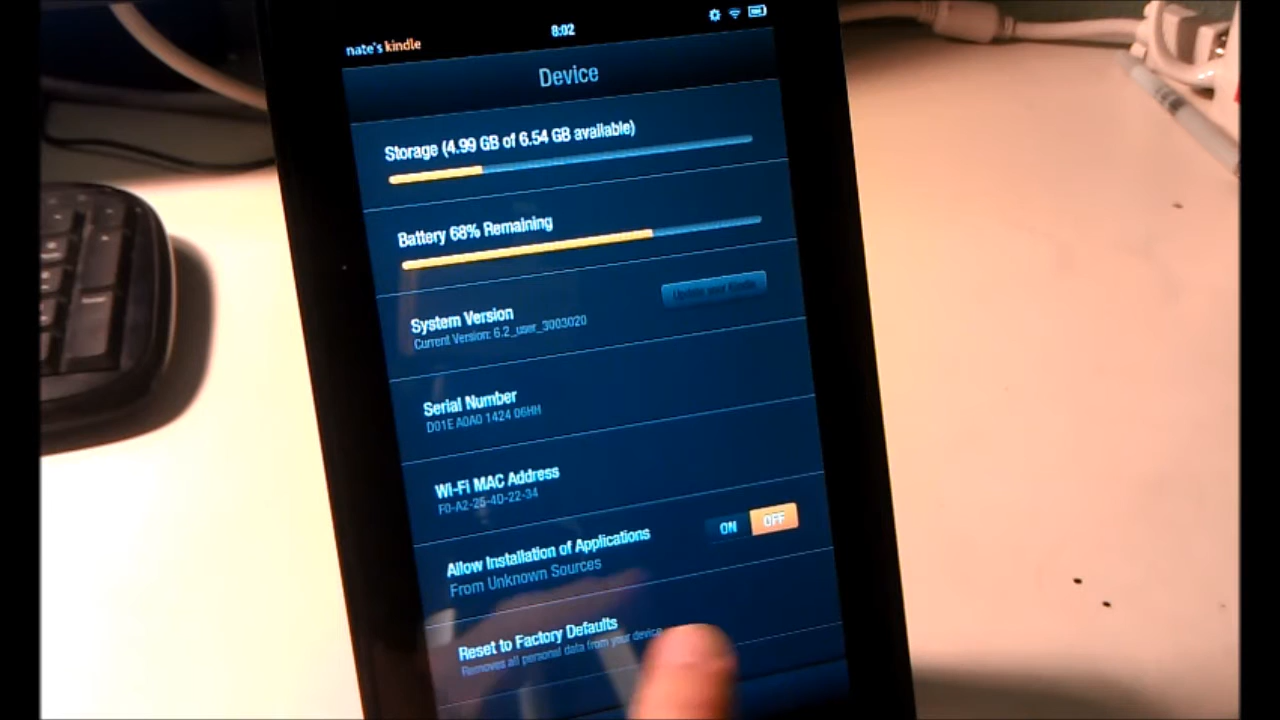 nate's kindle
8:02
Device
Storage (4.99 GB of 6.54 GB available)
Battery 68% Remaining
System Version
Update your Kindle
Current Version: 6.2_user_3003020
Serial Number
D01E A0A0 1424 06HH
Wi-Fi MAC Address
F0-A2-25-40-22-34
Allow Installation of Applications
ON OFF
From Unknown Sources
Reset to Factory Defaults
Removes all personal data from your device